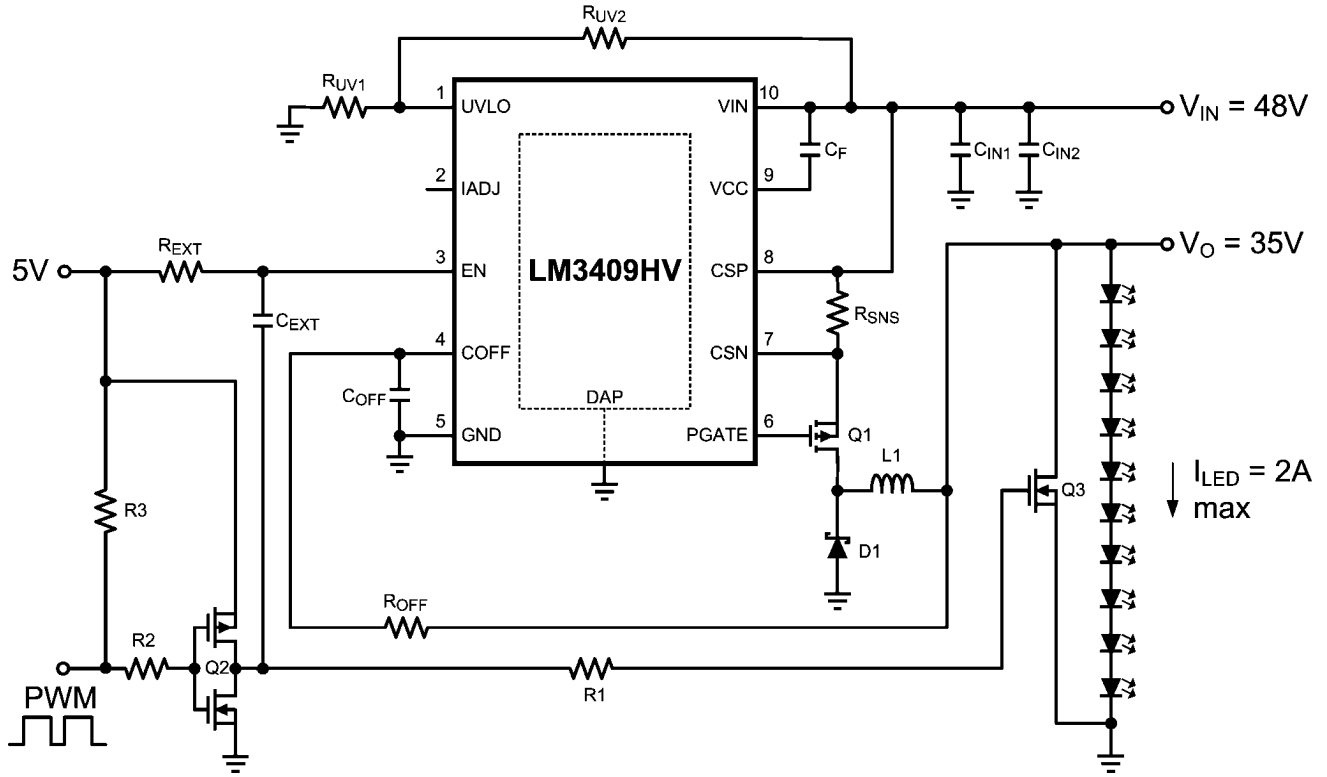 RUV2
RUV1
1 UVLO
VIN 10
VIN = 48V
CF
CIN1
CIN2
2 IADJ
VCC 9
VO = 35V
REXT
5V
3 EN
LM3409HV
CSP 8
RSNS
CEXT
4 COFF
CSN 7
COFF
DAP
5 GND
PGATE 6
Q1
L1
ILED = 2A
max
Q3
R3
D1
ROFF
R2
Q2
R1
PWM